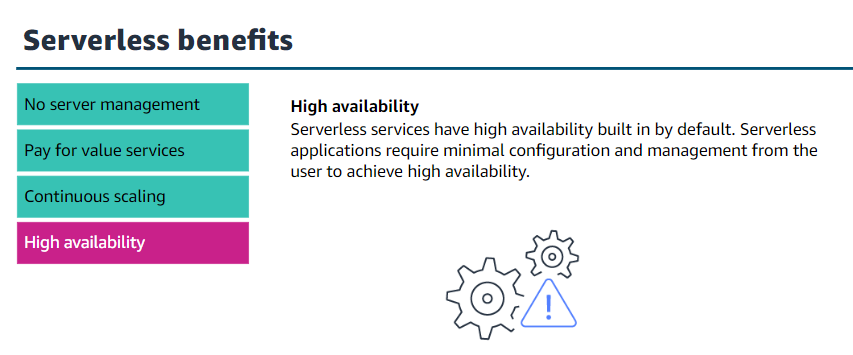 Serverless benefits
No server management
Pay for value services
Continuous scaling
High availability
High availability
Serverless services have high availability built in by default. Serverless
applications require minimal configuration and management from the
user to achieve high availability.